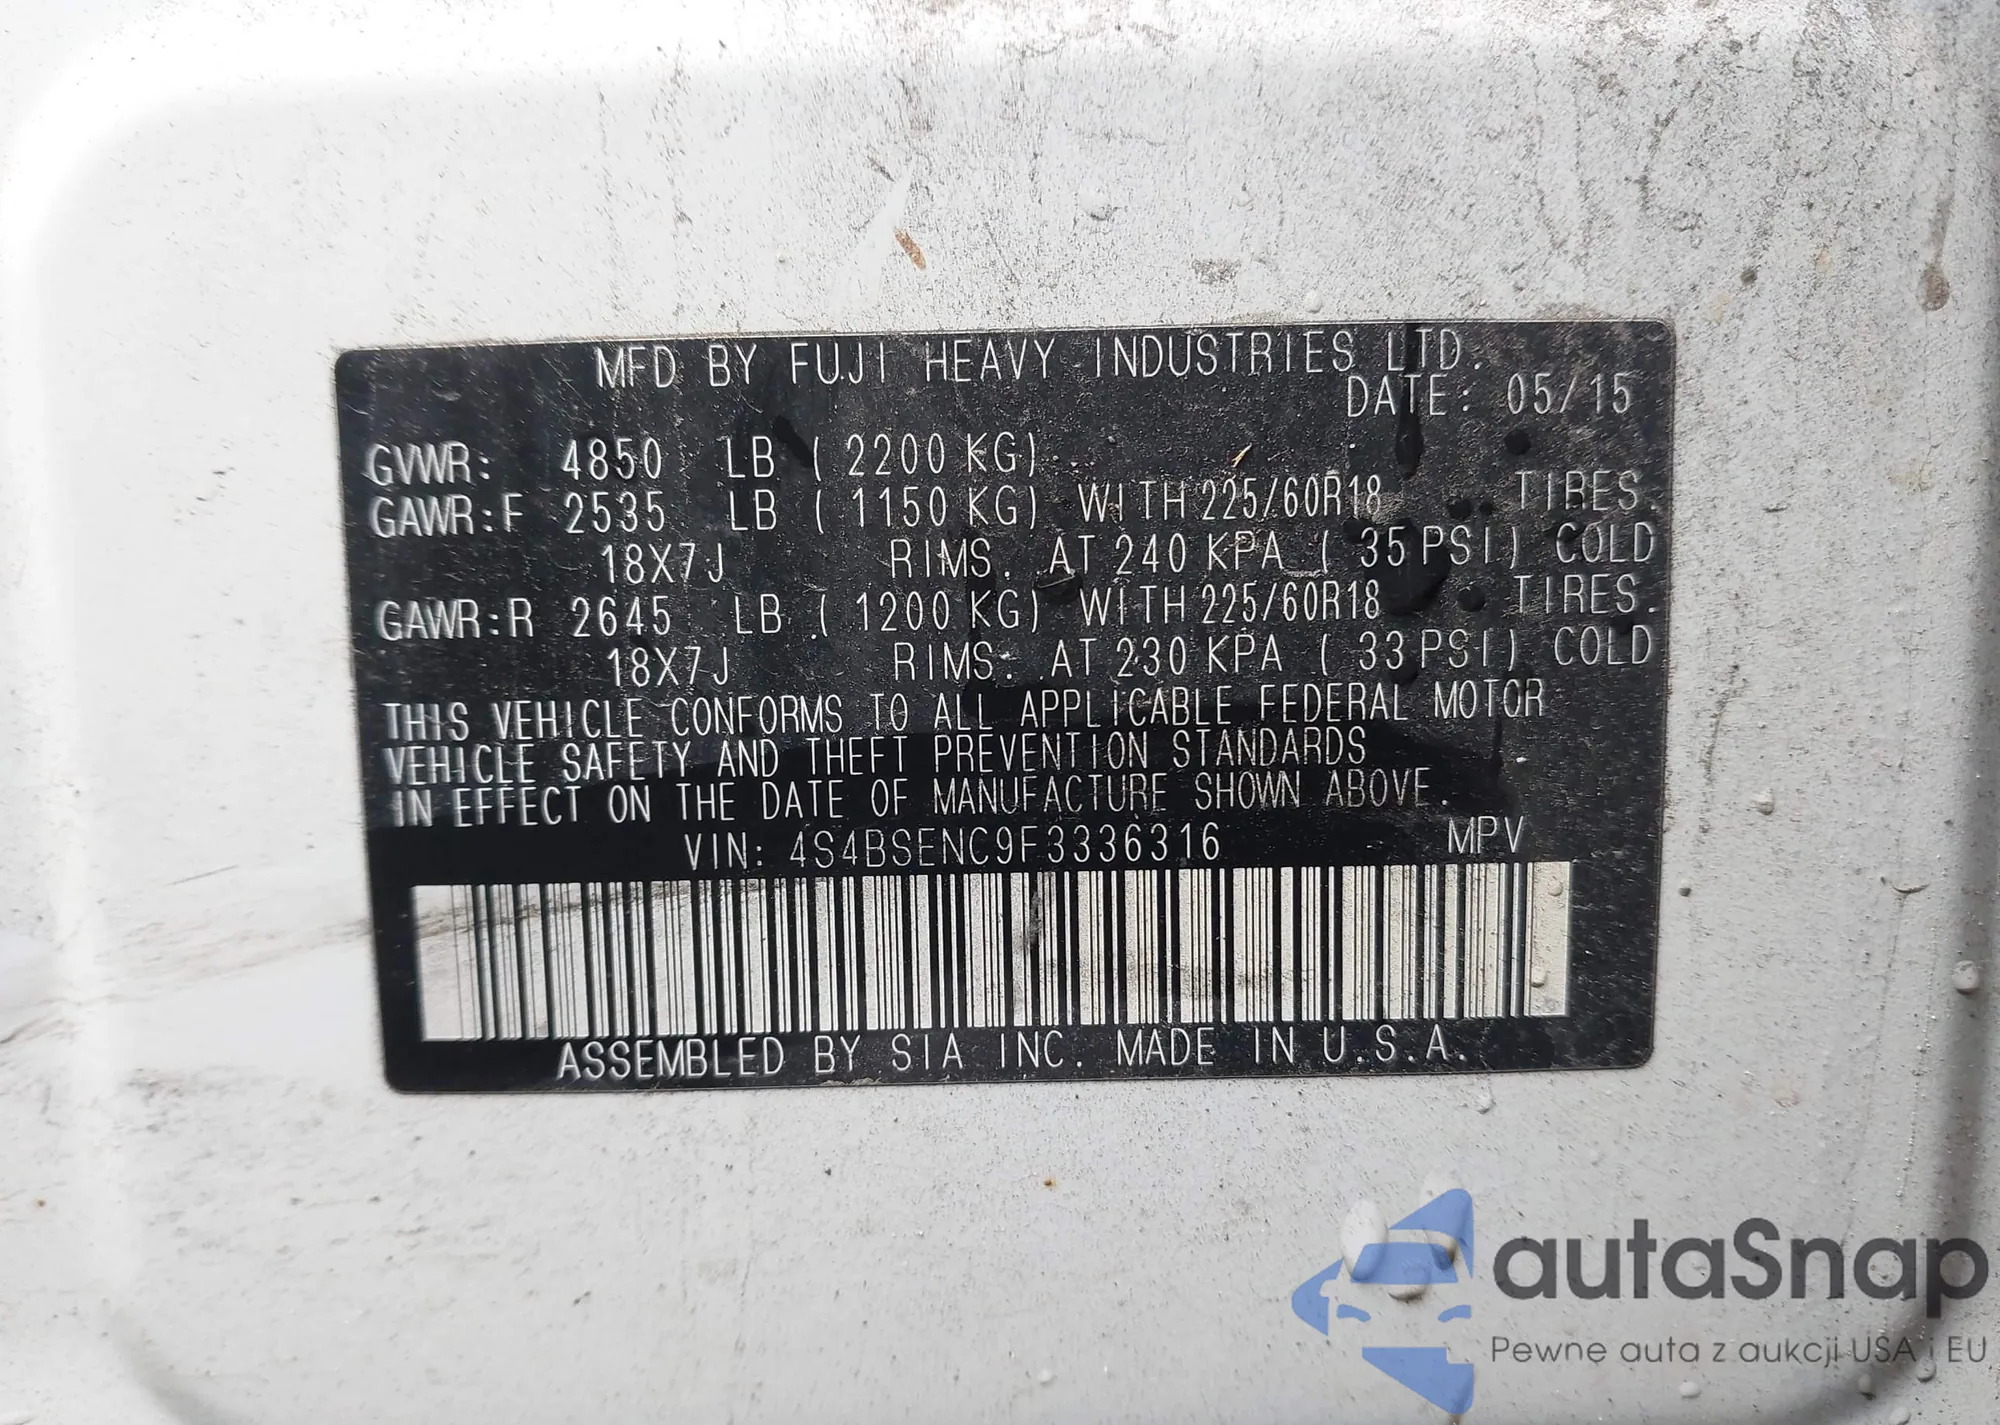 MFD BY FUJI HEAVY INDUSTRIES LTD.
DATE: 05/15
GVWR: 4850 LB ( 2200 KG)
GAWR:F 2535 LB ( 1150 KG) WITH 225/60R18 TIRES.
18X7J RIMS. AT 240 KPA ( 35 PSI) COLD
GAWR:R 2645 LB ( 1200 KG) WITH 225/60R18 TIRES.
18X7J RIMS. AT 230 KPA ( 33 PSI) COLD
THIS VEHICLE CONFORMS TO ALL APPLICABLE FEDERAL MOTOR
VEHICLE SAFETY AND THEFT PREVENTION STANDARDS
IN EFFECT ON THE DATE OF MANUFACTURE SHOWN ABOVE.
VIN: 4S4BSENC9F3336316 MPV
ASSEMBLED BY SIA INC. MADE IN U.S.A.
autaSnap
Pewne auta z aukcji USA i EU